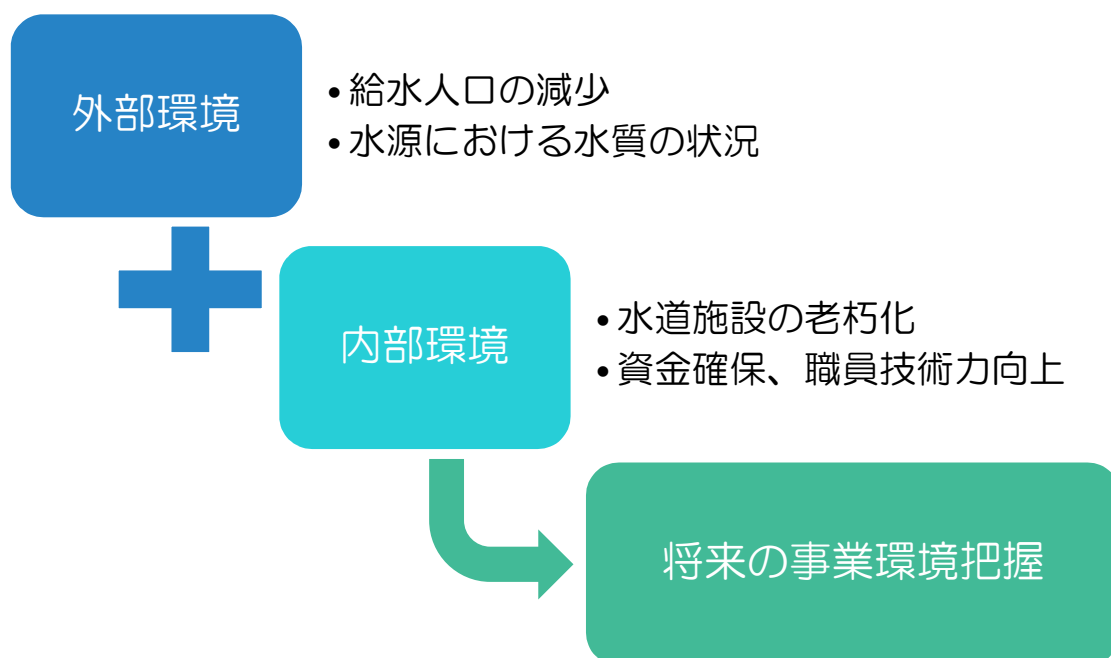 外部環境
• 給水人口の減少
• 水源における水質の状況
内部環境
• 水道施設の老朽化
• 資金確保、職員技術力向上
将来の事業環境把握